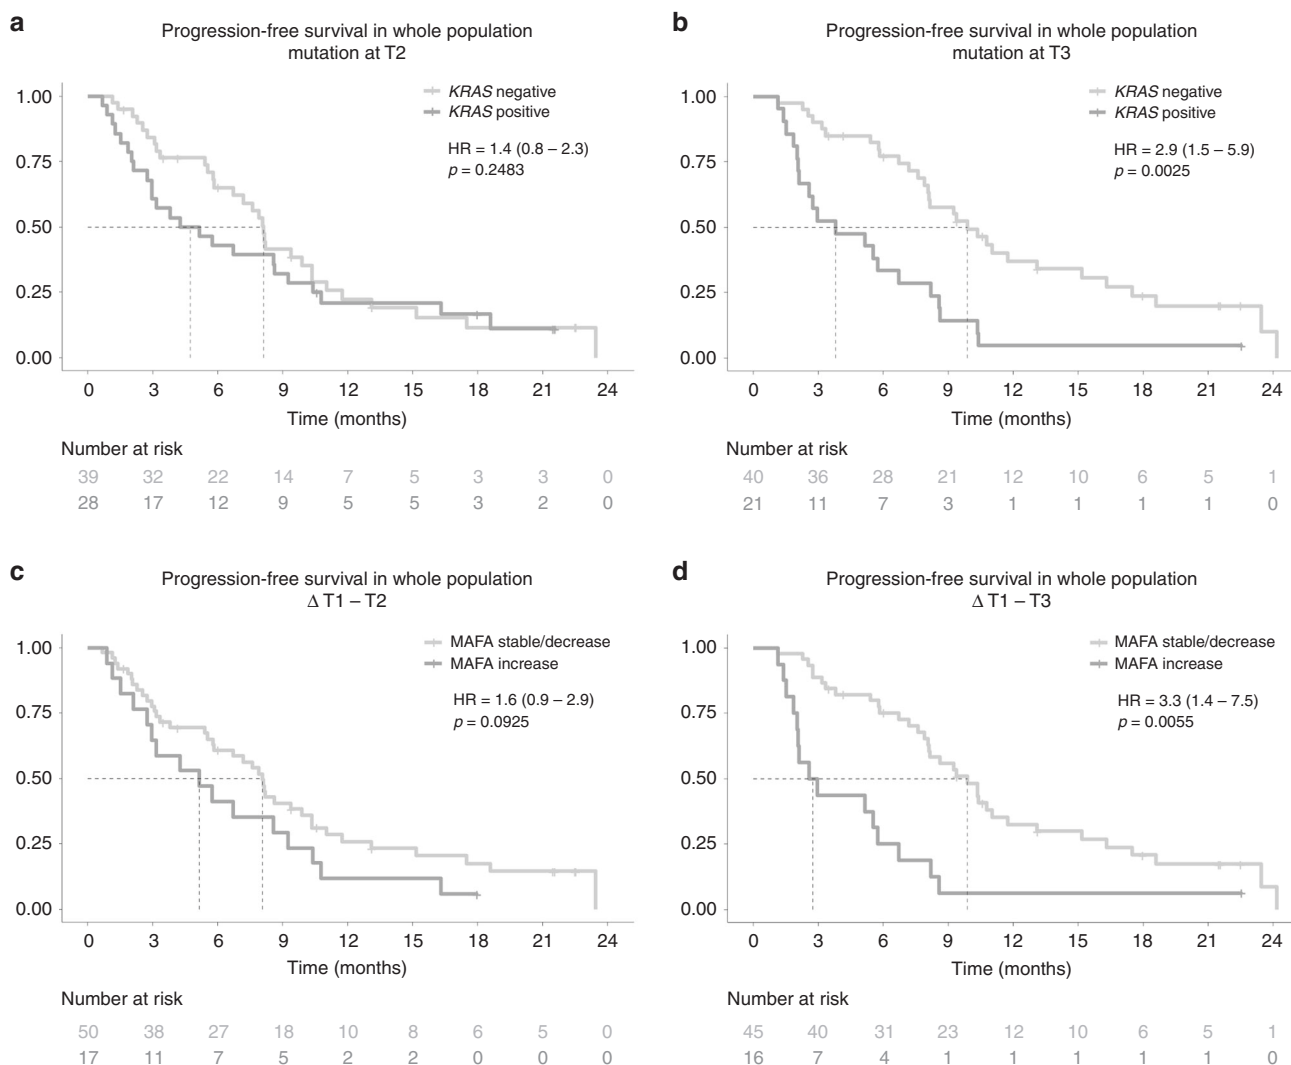 a
Progression-free survival in whole population
mutation at T2
KRAS negative
KRAS positive
HR = 1.4 (0.8 – 2.3)
p = 0.2483
1.00
0.75
0.50
0.25
0.00
0 3 6 9 12 15 18 21 24
Time (months)
Number at risk
39 32 22 14 7 5 3 3 0
28 17 12 9 5 5 3 2 0
b
Progression-free survival in whole population
mutation at T3
KRAS negative
KRAS positive
HR = 2.9 (1.5 – 5.9)
p = 0.0025
1.00
0.75
0.50
0.25
0.00
0 3 6 9 12 15 18 21 24
Time (months)
Number at risk
40 36 28 21 12 10 6 5 1
21 11 7 3 1 1 1 1 0
c
Progression-free survival in whole population
Δ T1 – T2
MAFA stable/decrease
MAFA increase
HR = 1.6 (0.9 – 2.9)
p = 0.0925
1.00
0.75
0.50
0.25
0.00
0 3 6 9 12 15 18 21 24
Time (months)
Number at risk
50 38 27 18 10 8 6 5 0
17 11 7 5 2 2 0 0 0
d
Progression-free survival in whole population
Δ T1 – T3
MAFA stable/decrease
MAFA increase
HR = 3.3 (1.4 – 7.5)
p = 0.0055
1.00
0.75
0.50
0.25
0.00
0 3 6 9 12 15 18 21 24
Time (months)
Number at risk
45 40 31 23 12 10 6 5 1
16 7 4 1 1 1 1 1 0